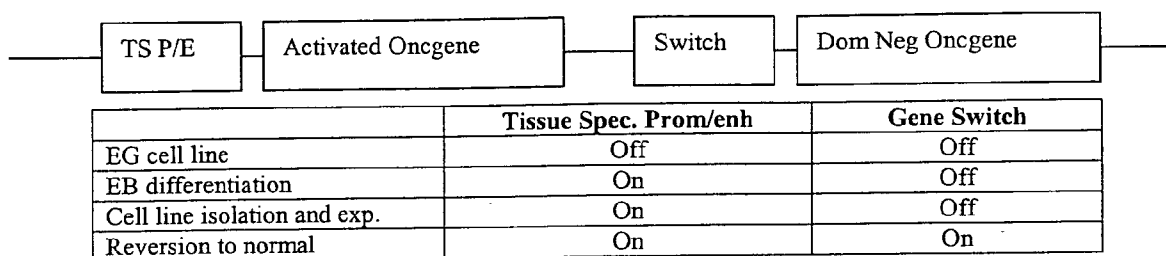 TS P/E Activated Oncgene Switch Dom Neg Oncgene
Tissue Spec. Prom/enh Gene Switch
EG cell line Off Off
EB differentiation On Off
Cell line isolation and exp. On Off
Reversion to normal On On